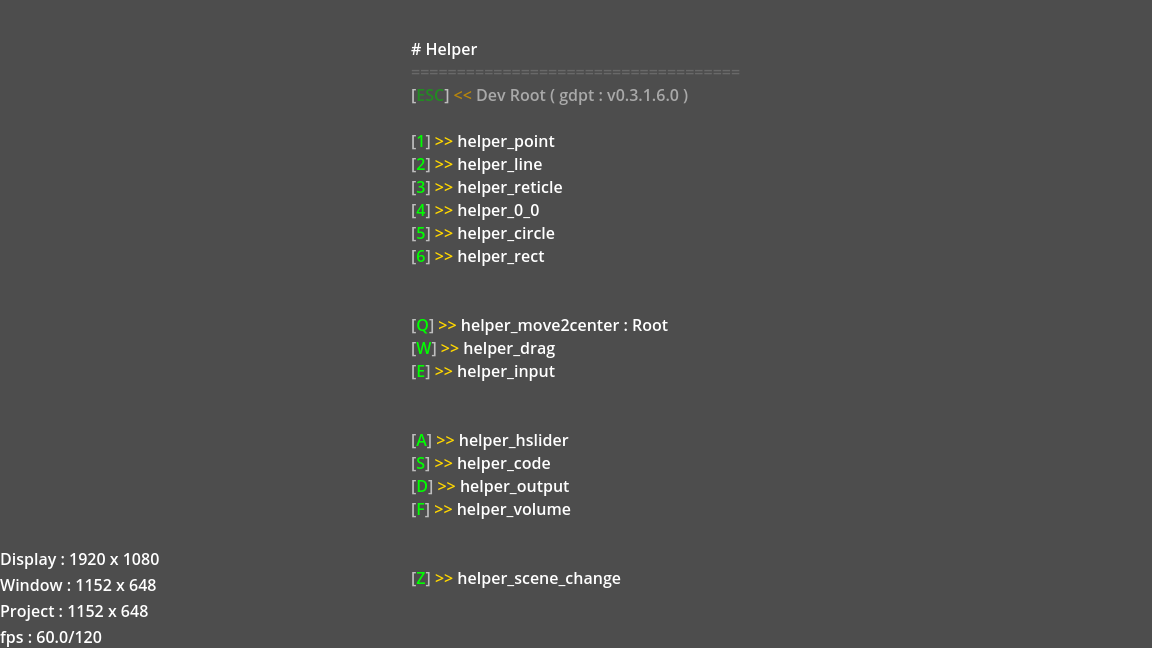 # Helper
===================================
[ESC] << Dev Root ( gdpt : v0.3.1.6.0 )
[1] >> helper_point
[2] >> helper_line
[3] >> helper_reticle
[4] >> helper_0_0
[5] >> helper_circle
[6] >> helper_rect
[Q] >> helper_move2center : Root
[W] >> helper_drag
[E] >> helper_input
[A] >> helper_hslider
[S] >> helper_code
[D] >> helper_output
[F] >> helper_volume
[Z] >> helper_scene_change
Display : 1920 x 1080
Window : 1152 x 648
Project : 1152 x 648
fps : 60.0/120